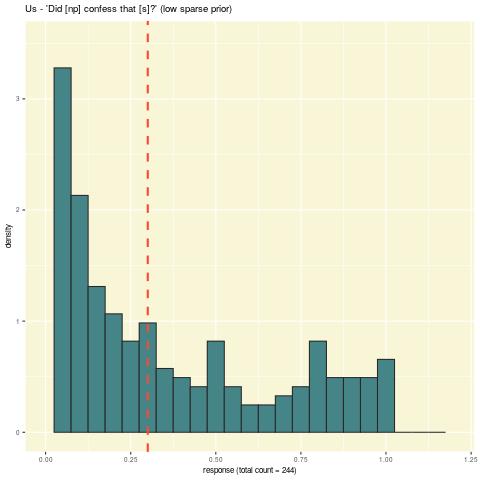 Us - 'Did [np] confess that [s]?' (low sparse prior)
density
3
2
1
0
0.00 0.25 0.50 0.75 1.00 1.25
response (total count = 244)